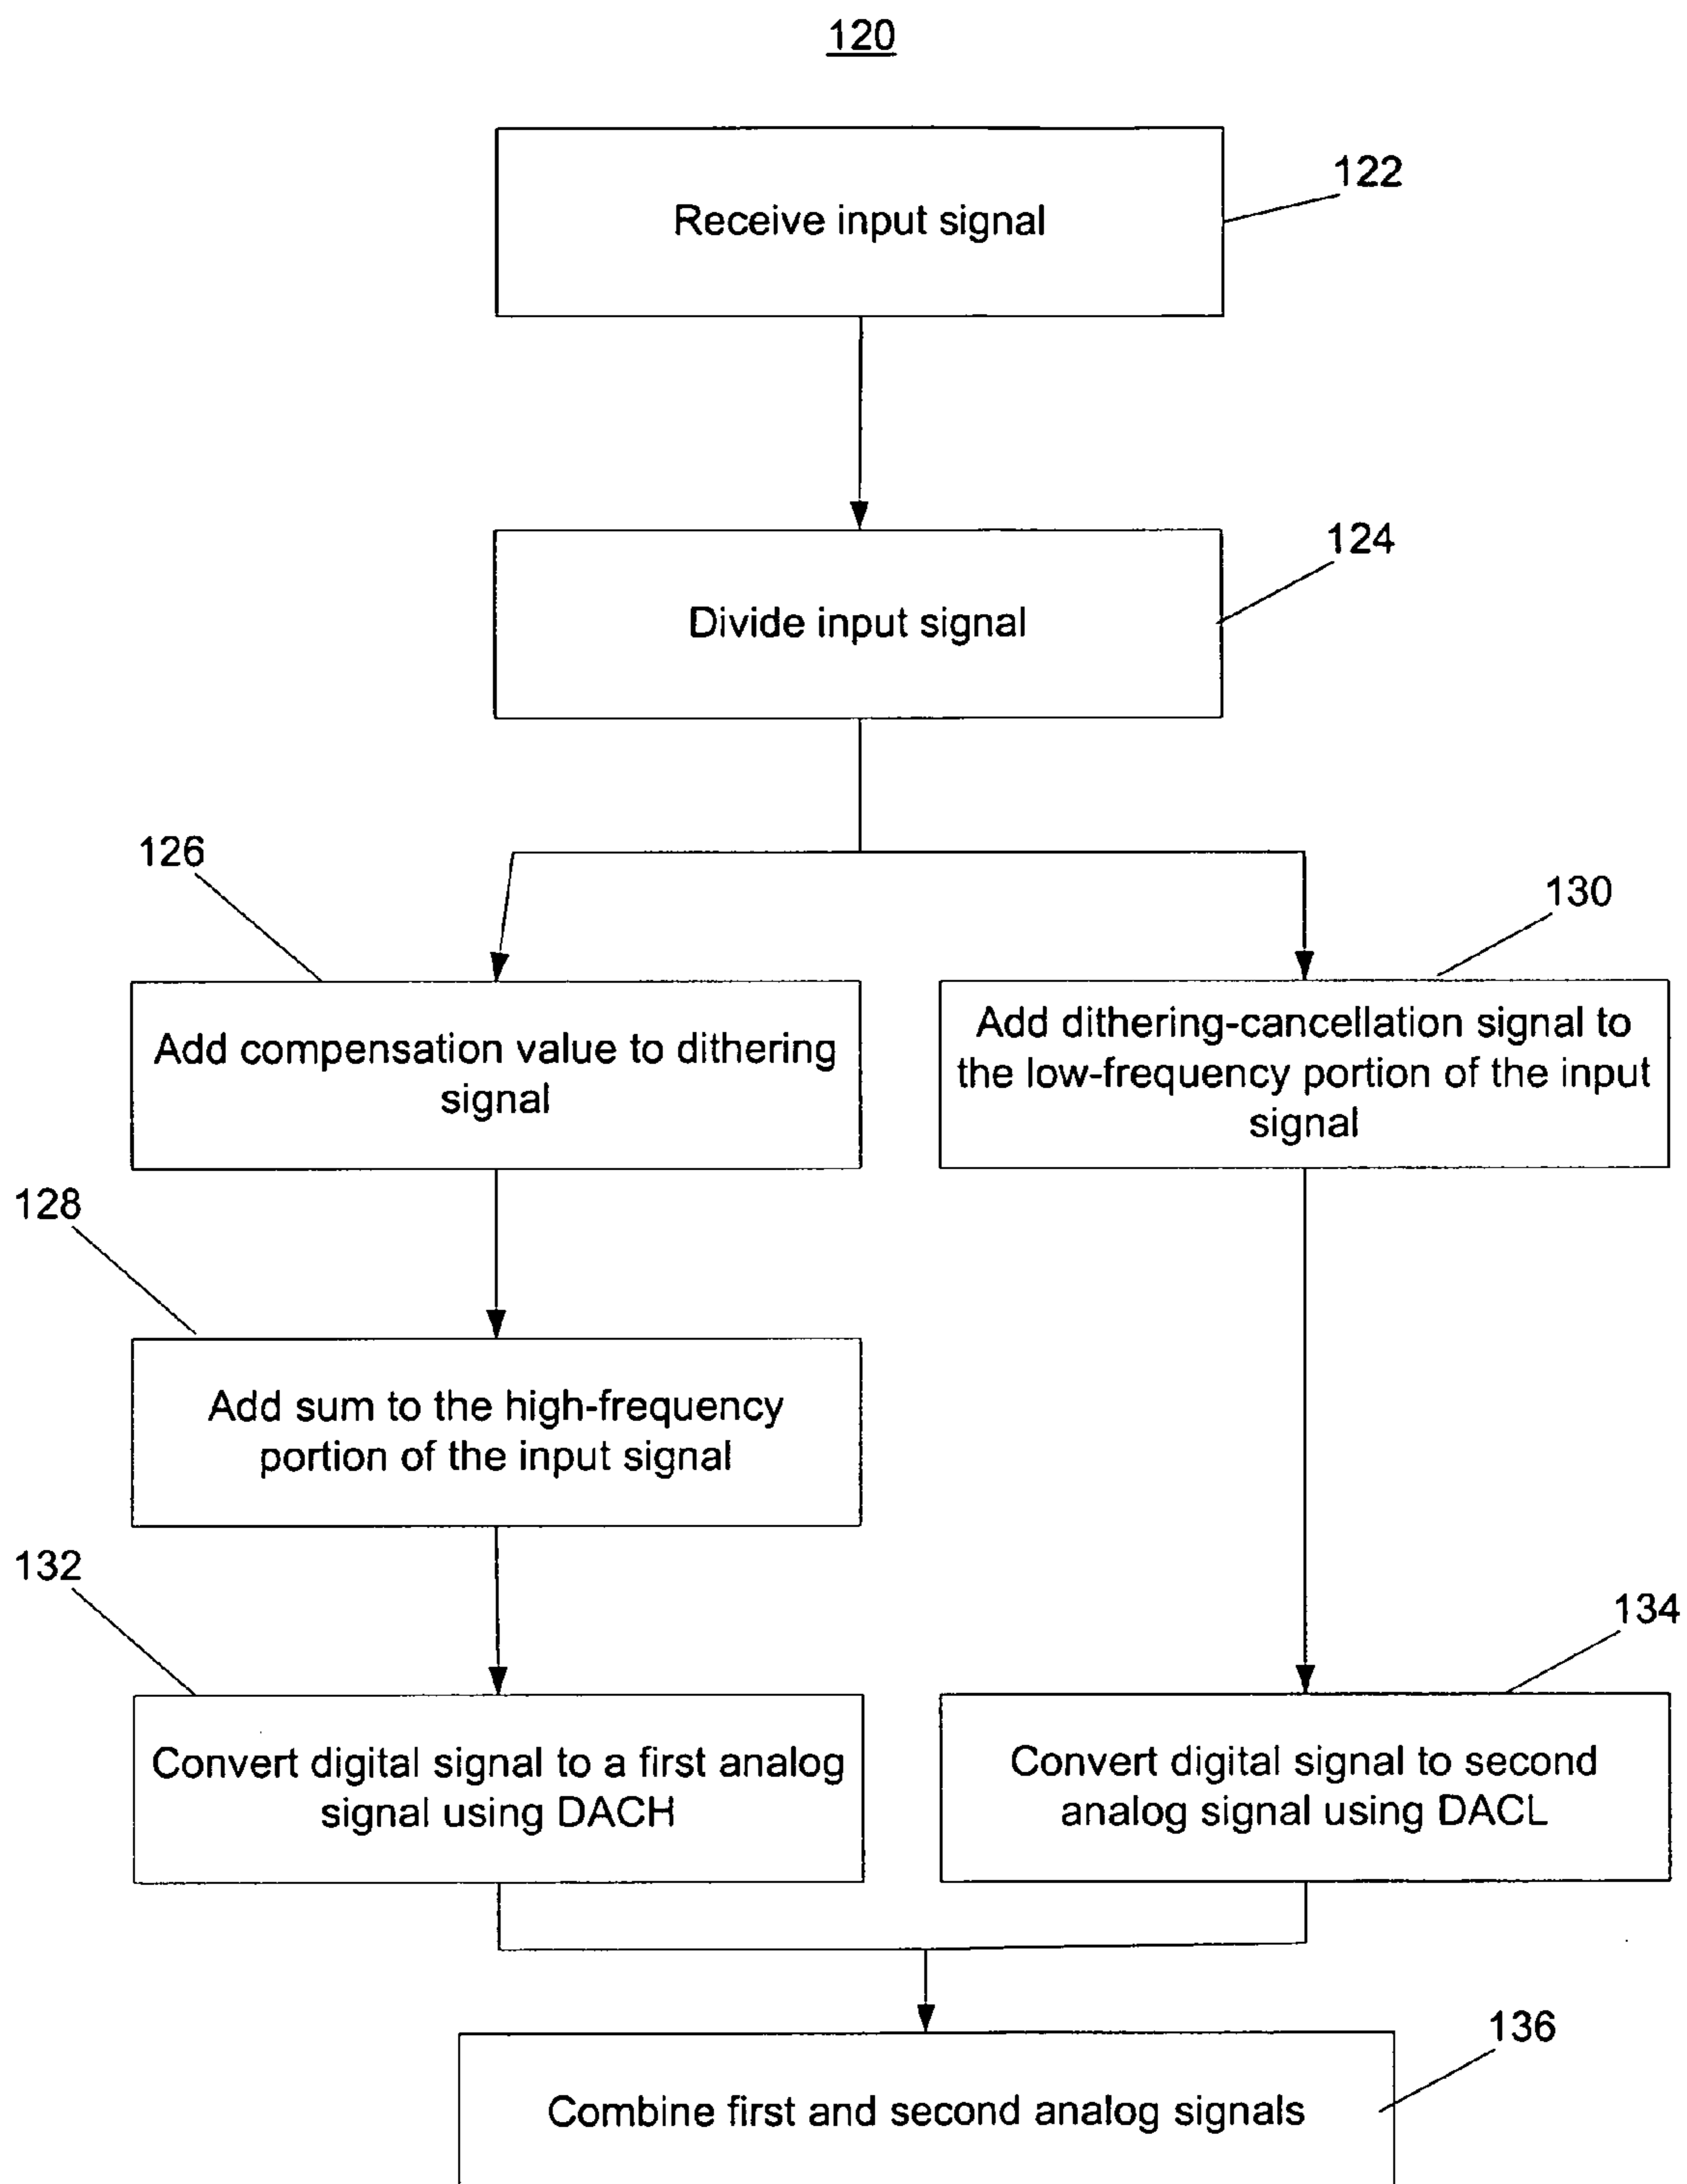 120
122
Receive input signal
124
Divide input signal
126
130
Add compensation value to dithering
signal
Add dithering-cancellation signal to
the low-frequency portion of the input
signal
128
Add sum to the high-frequency
portion of the input signal
132
134
Convert digital signal to a first analog
signal using DACH
Convert digital signal to second
analog signal using DACL
136
Combine first and second analog signals